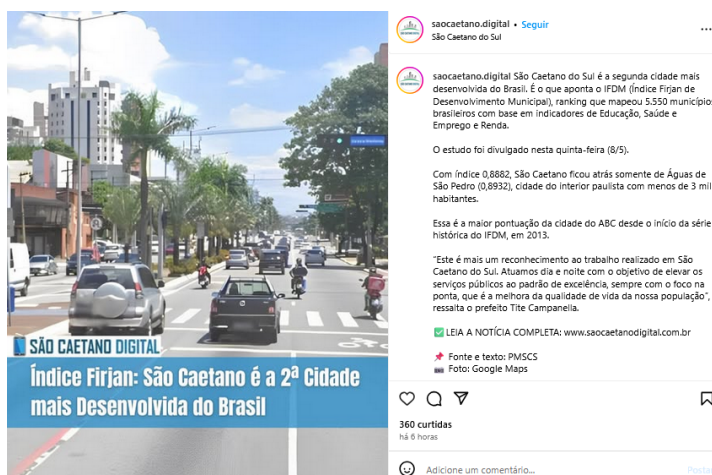 SÃO CAETANO DIGITAL
Índice Firjan: São Caetano é a 2ª Cidade
mais Desenvolvida do Brasil
saocaetano.digital • Seguir
São Caetano do Sul
saocaetano.digital São Caetano do Sul é a segunda cidade mais
desenvolvida do Brasil. É o que aponta o IFDM (Índice Firjan de
Desenvolvimento Municipal), ranking que mapeou 5.550 municípios
brasileiros com base em indicadores de Educação, Saúde e
Emprego e Renda.
O estudo foi divulgado nesta quinta-feira (8/5).
Com índice 0,8882, São Caetano ficou atrás somente de Águas de
São Pedro (0,8932), cidade do interior paulista com menos de 3 mil
habitantes.
Essa é a maior pontuação da cidade do ABC desde o início da série
histórica do IFDM, em 2013.
"Este é mais um reconhecimento ao trabalho realizado em São
Caetano do Sul. Atuamos dia e noite com o objetivo de elevar os
serviços públicos ao padrão de excelência, sempre com o foco na
ponta, que é a melhora da qualidade de vida da nossa população",
ressalta o prefeito Tite Campanella.
✅ LEIA A NOTÍCIA COMPLETA: www.saocaetanodigital.com.br
📌 Fonte e texto: PMSCS
📷 Foto: Google Maps
360 curtidas
há 6 horas
Adicione um comentário...
Postar